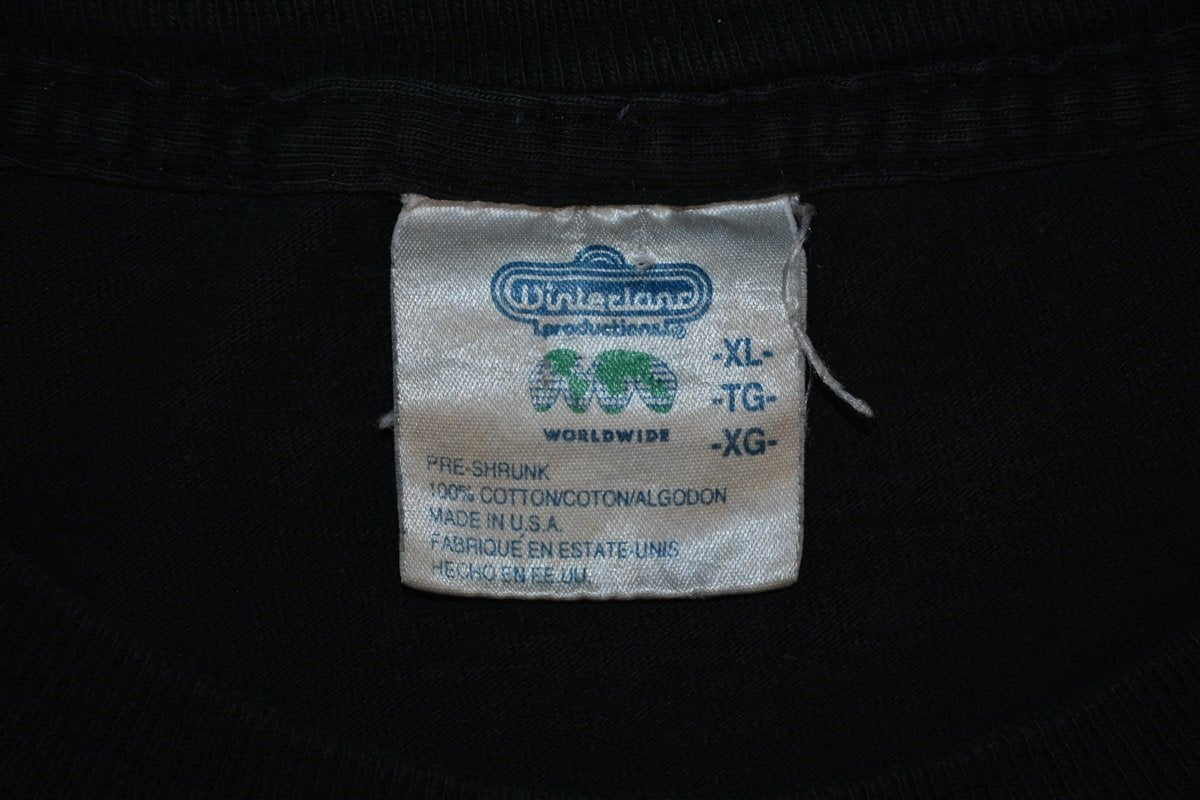 Winterland
productions®
-XL-
-TG-
-XG-
WORLDWIDE
PRE-SHRUNK
100% COTTON/COTON/ALGODON
MADE IN U.S.A.
FABRIQUÉ EN ESTATE-UNIS
HECHO EN EE.UU.